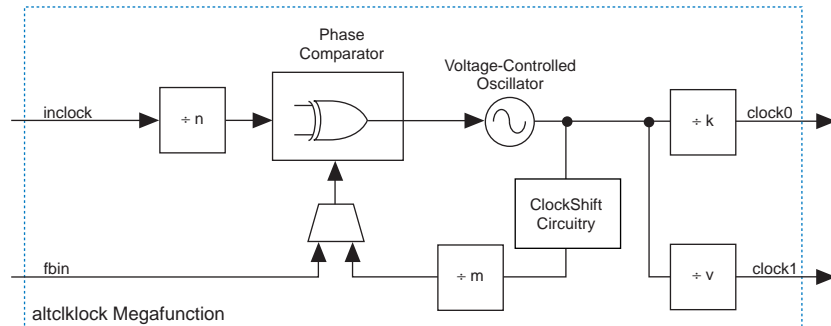 Phase
Comparator
Voltage-Controlled
Oscillator
inclock
÷ n
÷ k
clock0
ClockShift
Circuitry
fbin
÷ m
÷ v
clock1
altclklock Megafunction